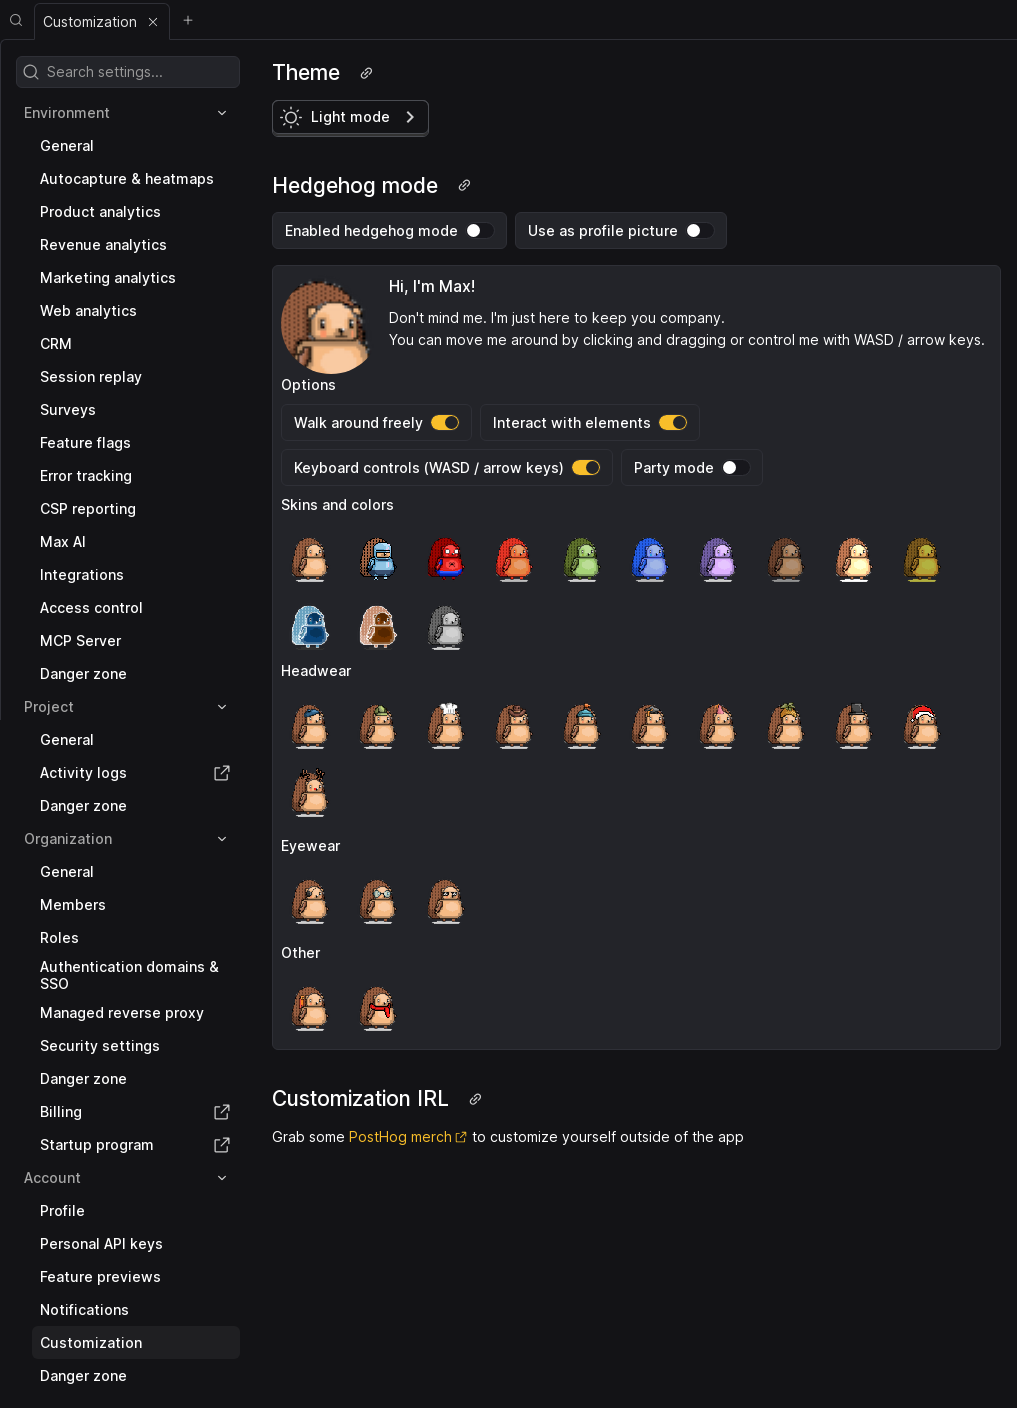 Customization
Search settings...
Environment
General
Autocapture & heatmaps
Product analytics
Revenue analytics
Marketing analytics
Web analytics
CRM
Session replay
Surveys
Feature flags
Error tracking
CSP reporting
Max AI
Integrations
Access control
MCP Server
Danger zone
Project
General
Activity logs
Danger zone
Organization
General
Members
Roles
Authentication domains &
SSO
Managed reverse proxy
Security settings
Danger zone
Billing
Startup program
Account
Profile
Personal API keys
Feature previews
Notifications
Customization
Danger zone
Theme
Light mode
Hedgehog mode
Enabled hedgehog mode
Use as profile picture
Hi, I'm Max!
Don't mind me. I'm just here to keep you company.
You can move me around by clicking and dragging or control me with WASD / arrow keys.
Options
Walk around freely
Interact with elements
Keyboard controls (WASD / arrow keys)
Party mode
Skins and colors
Headwear
Eyewear
Other
Customization IRL
Grab some PostHog merch to customize yourself outside of the app